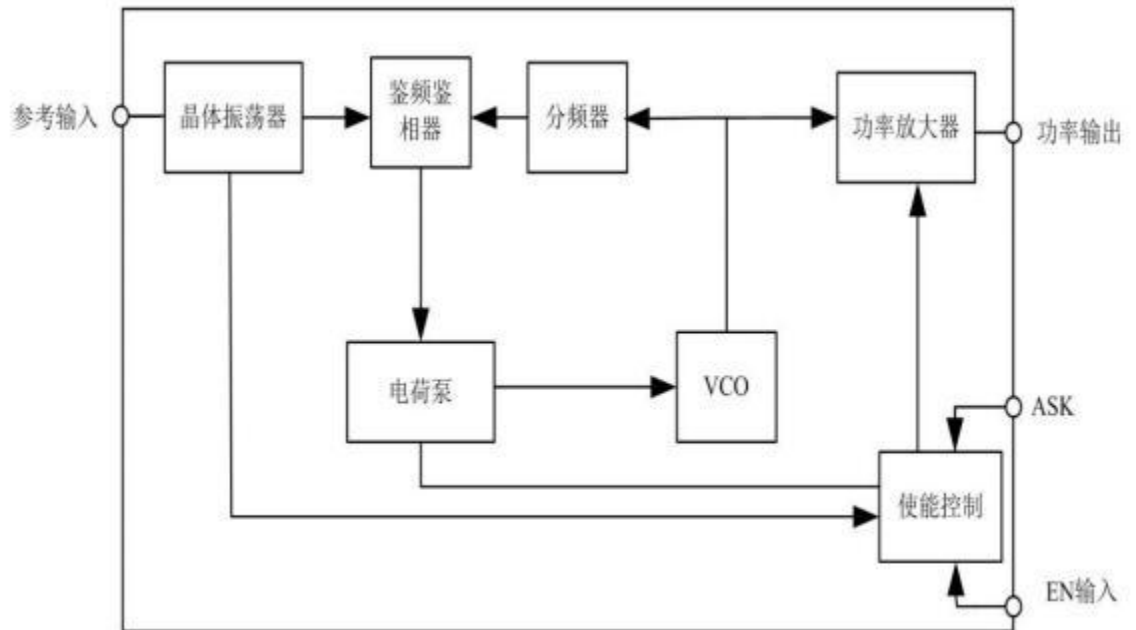 参考输入
晶体振荡器
鉴频鉴
相器
分频器
功率放大器
功率输出
电荷泵
VCO
ASK
使能控制
EN输入